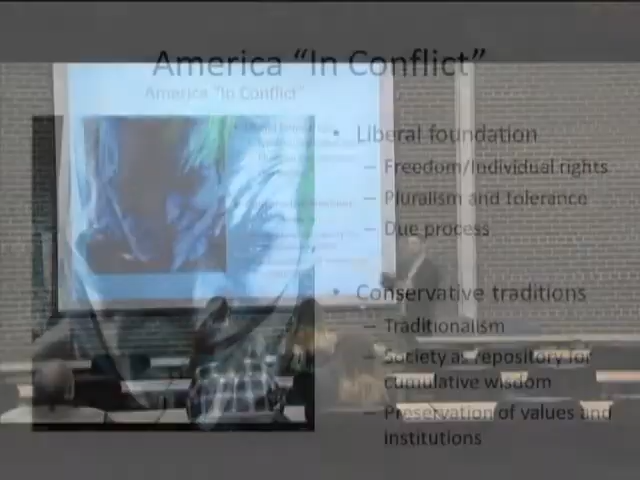 America “In Conflict”
America “In Conflict”
• Liberal foundation
– Freedom/Individual rights
– Pluralism and tolerance
– Due process
• Conservative traditions
– Traditionalism
– Society as repository for
cumulative wisdom
– Preservation of values and
institutions